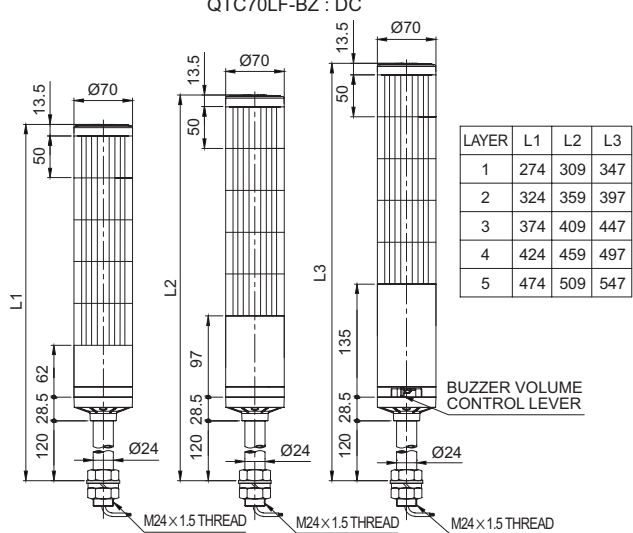 QTC70LF-BZ : DC
13.5
Ø70
50
L1
62
28.5
120
Ø24
M24×1.5 THREAD
13.5
Ø70
50
L2
97
28.5
120
Ø24
M24×1.5 THREAD
13.5
Ø70
50
L3
135
28.5
120
Ø24
M24×1.5 THREAD
BUZZER VOLUME
CONTROL LEVER
LAYER L1 L2 L3
1 274 309 347
2 324 359 397
3 374 409 447
4 424 459 497
5 474 509 547